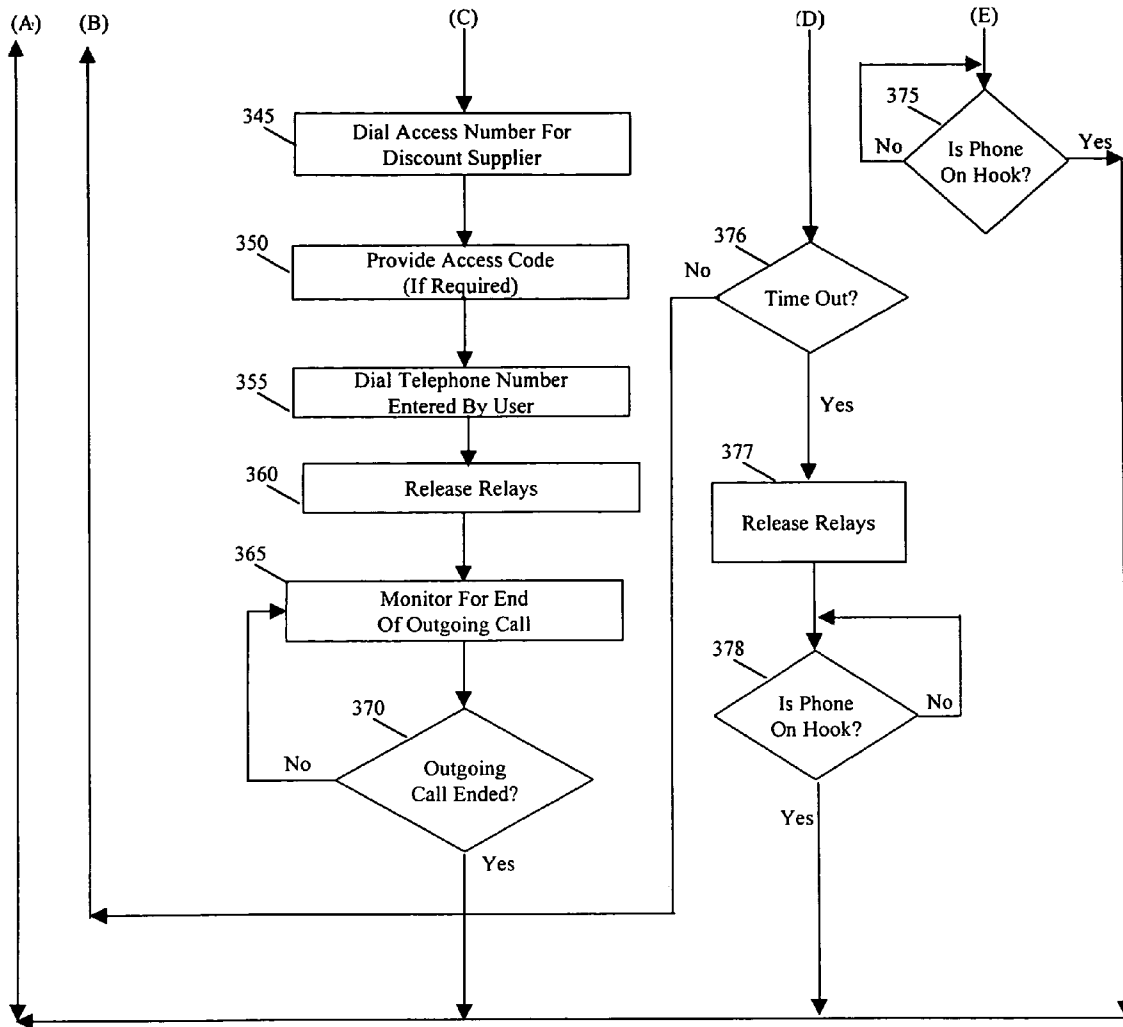 (A)
(B)
(C)
(D)
(E)
345
Dial Access Number For
Discount Supplier
375
No
Is Phone
On Hook?
Yes
350
Provide Access Code
(If Required)
376
No
Time Out?
Yes
355
Dial Telephone Number
Entered By User
360
Release Relays
377
Release Relays
365
Monitor For End
Of Outgoing Call
378
Is Phone
On Hook?
No
Yes
370
No
Outgoing
Call Ended?
Yes